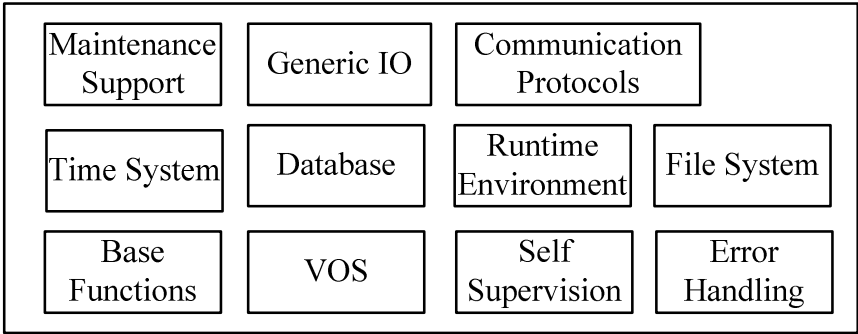 Maintenance
Support
Generic IO
Communication
Protocols
Time System
Database
Runtime
Environment
File System
Base
Functions
VOS
Self
Supervision
Error
Handling